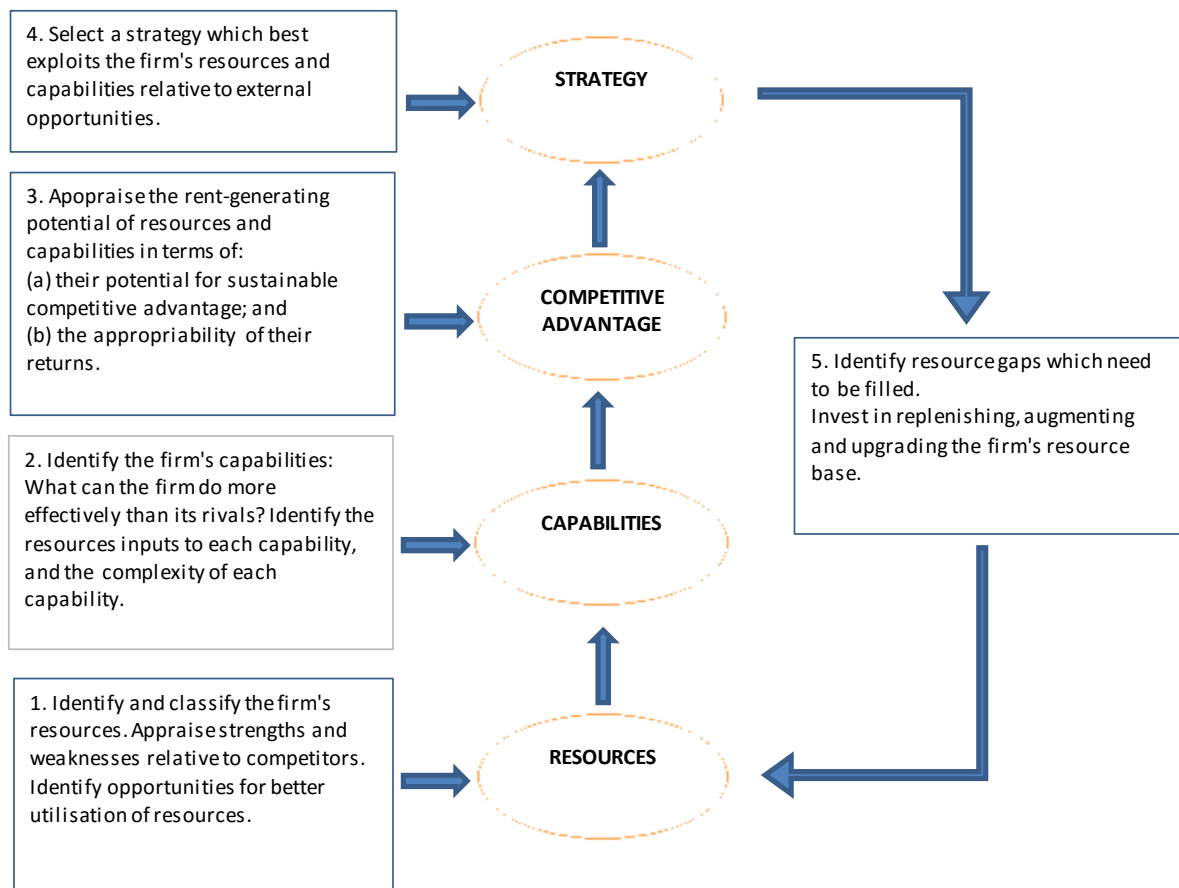 4. Select a strategy which best
exploits the firm's resources and
capabilities relative to external
opportunities.
STRATEGY
3. Apopraise the rent-generating
potential of resources and
capabilities in terms of:
(a) their potential for sustainable
competitive advantage; and
(b) the appropriability of their
returns.
COMPETITIVE
ADVANTAGE
5. Identify resource gaps which need
to be filled.
Invest in replenishing, augmenting
and upgrading the firm's resource
base.
2. Identify the firm's capabilities:
What can the firm do more
effectively than its rivals? Identify the
resources inputs to each capability,
and the complexity of each
capability.
CAPABILITIES
1. Identify and classify the firm's
resources. Appraise strengths and
weaknesses relative to competitors.
Identify opportunities for better
utilisation of resources.
RESOURCES